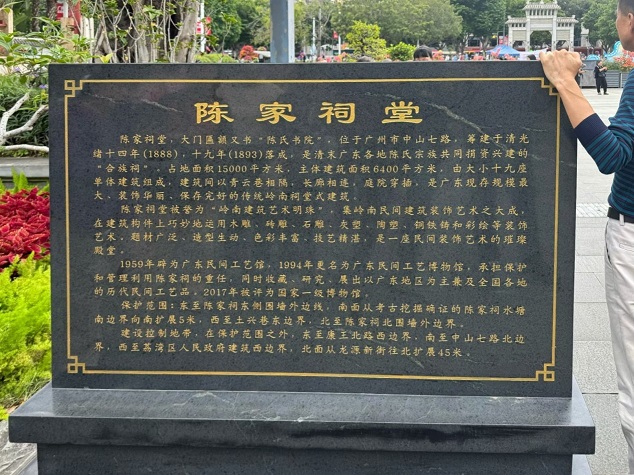 陈家祠堂
陈家祠堂，大门匾额又书“陈氏书院”，位于广州市中山七路，筹建于清光
绪十四年(1888)，十九年(1893)落成，是清末广东各地陈氏宗族共同捐资兴建的
“合族祠”。占地面积15000平方米，主体建筑面积6400平方米，由大小十九座
单体建筑组成，建筑间以青云巷相隔，长廊相连，庭院穿插，是广东现存规模最
大、装饰华丽、保存完好的传统岭南祠堂式建筑。
陈家祠堂被誉为“岭南建筑艺术明珠”，集岭南民间建筑装饰艺术之大成，
在建筑构件上巧妙地运用木雕、砖雕、石雕、灰塑、陶塑、铜铁铸和彩绘等装饰
艺术。题材广泛、造型生动、色彩丰富、技艺精湛，是一座民间装饰艺术的璀璨
殿堂。
1959年辟为广东民间工艺馆，1994年更名为广东民间工艺博物馆，承担保护
和管理利用陈家祠的重任，同时收藏、研究、展出以广东地区为主兼及全国各地
的历代民间工艺品。2017年被评为国家一级博物馆。
保护范围：东至陈家祠东侧围墙外边线，南面从考古挖掘确证的陈家祠水塘
南边界向南扩展5米，西至土兴巷东边界，北至陈家祠北围墙外边界。
建设控制地带：在保护范围之外，东至康王北路西边界，南至中山七路北边
界，西至荔湾区人民政府建筑西边界，北面从龙源新街往北扩展45米。